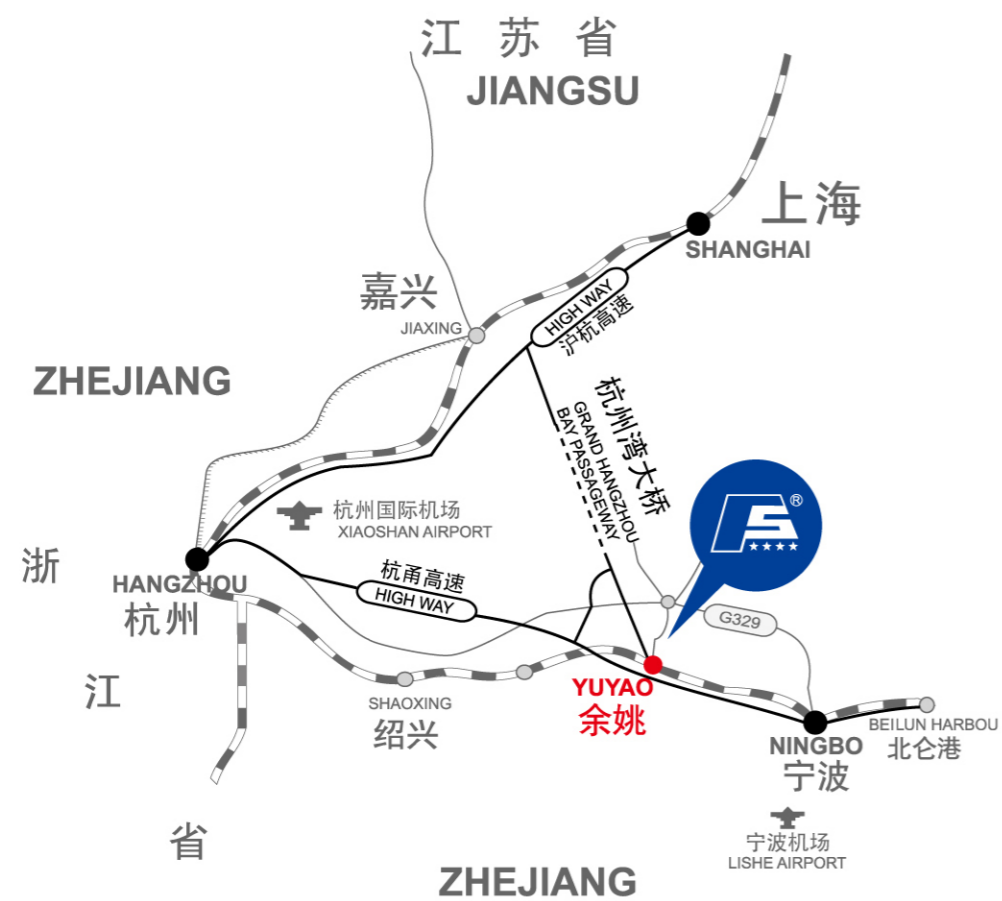 江苏省
JIANGSU
上海
SHANGHAI
嘉兴
JIAXING
HIGH WAY
沪杭高速
ZHEJIANG
杭州湾大桥
GRAND HANGZHOU
BAY PASSAGEWAY
FS®
★★★★
杭州国际机场
XIAOSHAN AIRPORT
浙江省
HANGZHOU
杭州
杭甬高速
HIGH WAY
G329
SHAOXING
绍兴
YUYAO
余姚
NINGBO
宁波
BEILUN HARBOU
北仑港
宁波机场
LISHE AIRPORT
ZHEJIANG